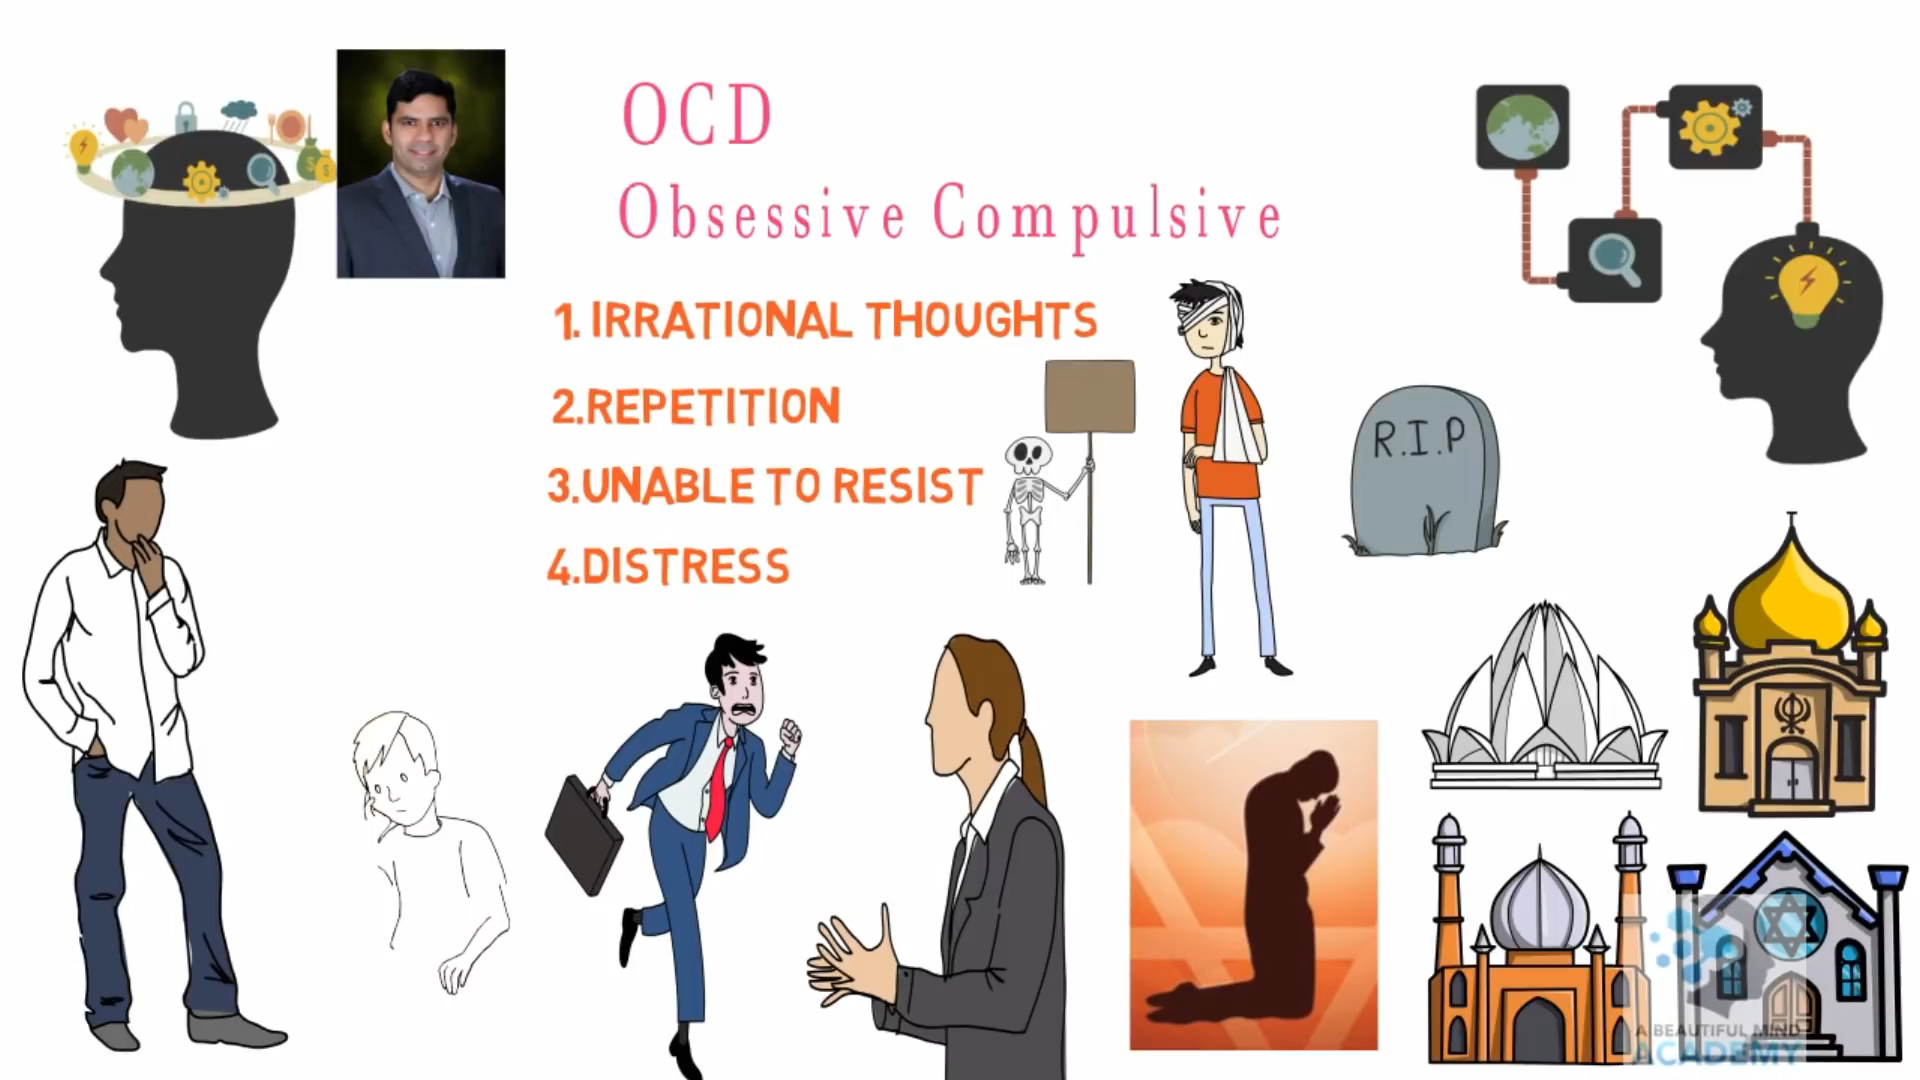 OCD
Obsessive Compulsive
1. IRRATIONAL THOUGHTS
2.REPETITION
3.UNABLE TO RESIST
4.DISTRESS
R.I.P
A BEAUTIFUL MIND
ACADEMY